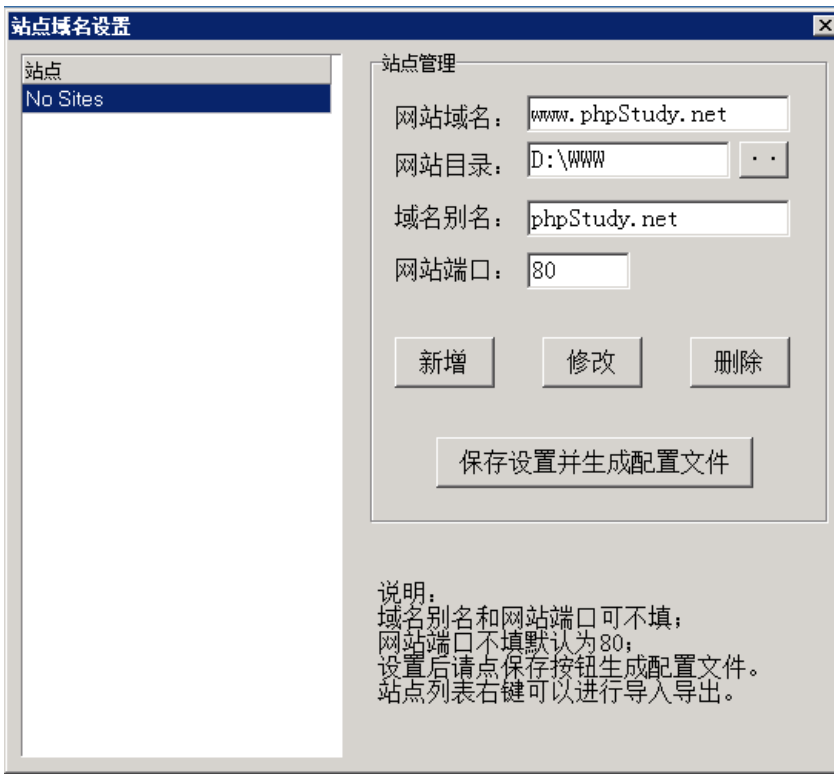 站点域名设置
站点
No Sites
站点管理
网站域名：
www.phpStudy.net
网站目录：
D:\WWW
..
域名别名：
phpStudy.net
网站端口：
80
新增
修改
删除
保存设置并生成配置文件
说明：
域名别名和网站端口可不填；
网站端口不填默认为80；
设置后请点保存按钮生成配置文件。
站点列表右键可以进行导入导出。